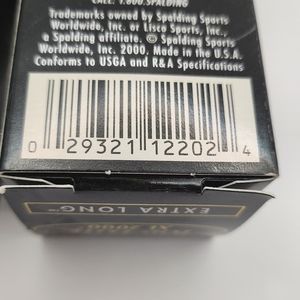 CALL: 1.800.SPALDING
Trademarks owned by Spalding Sports
Worldwide, Inc. or Lisco Sports, Inc.,
a Spalding affiliate. © Spalding Sports
Worldwide, Inc. 2000. Made in the U.S.A.
Conforms to USGA and R&A Specifications
0 29321 12202 4
EXTRA LONG™